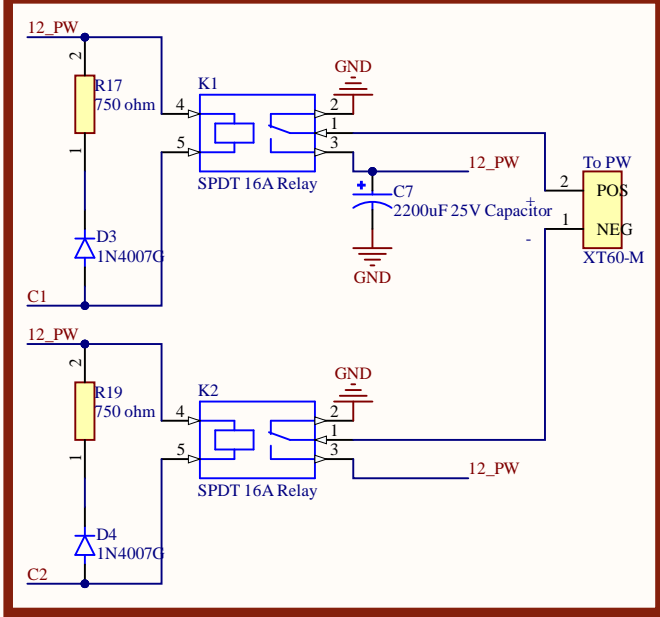 12_PW
2
R17
750 ohm
1
D3
1N4007G
C1
K1
4
5
2
1
3
SPDT 16A Relay
GND
12_PW
C7
+
2200uF 25V Capacitor
GND
To PW
2
POS
+
1
NEG
-
XT60-M
12_PW
2
R19
750 ohm
1
D4
1N4007G
C2
K2
4
5
2
1
3
SPDT 16A Relay
GND
12_PW